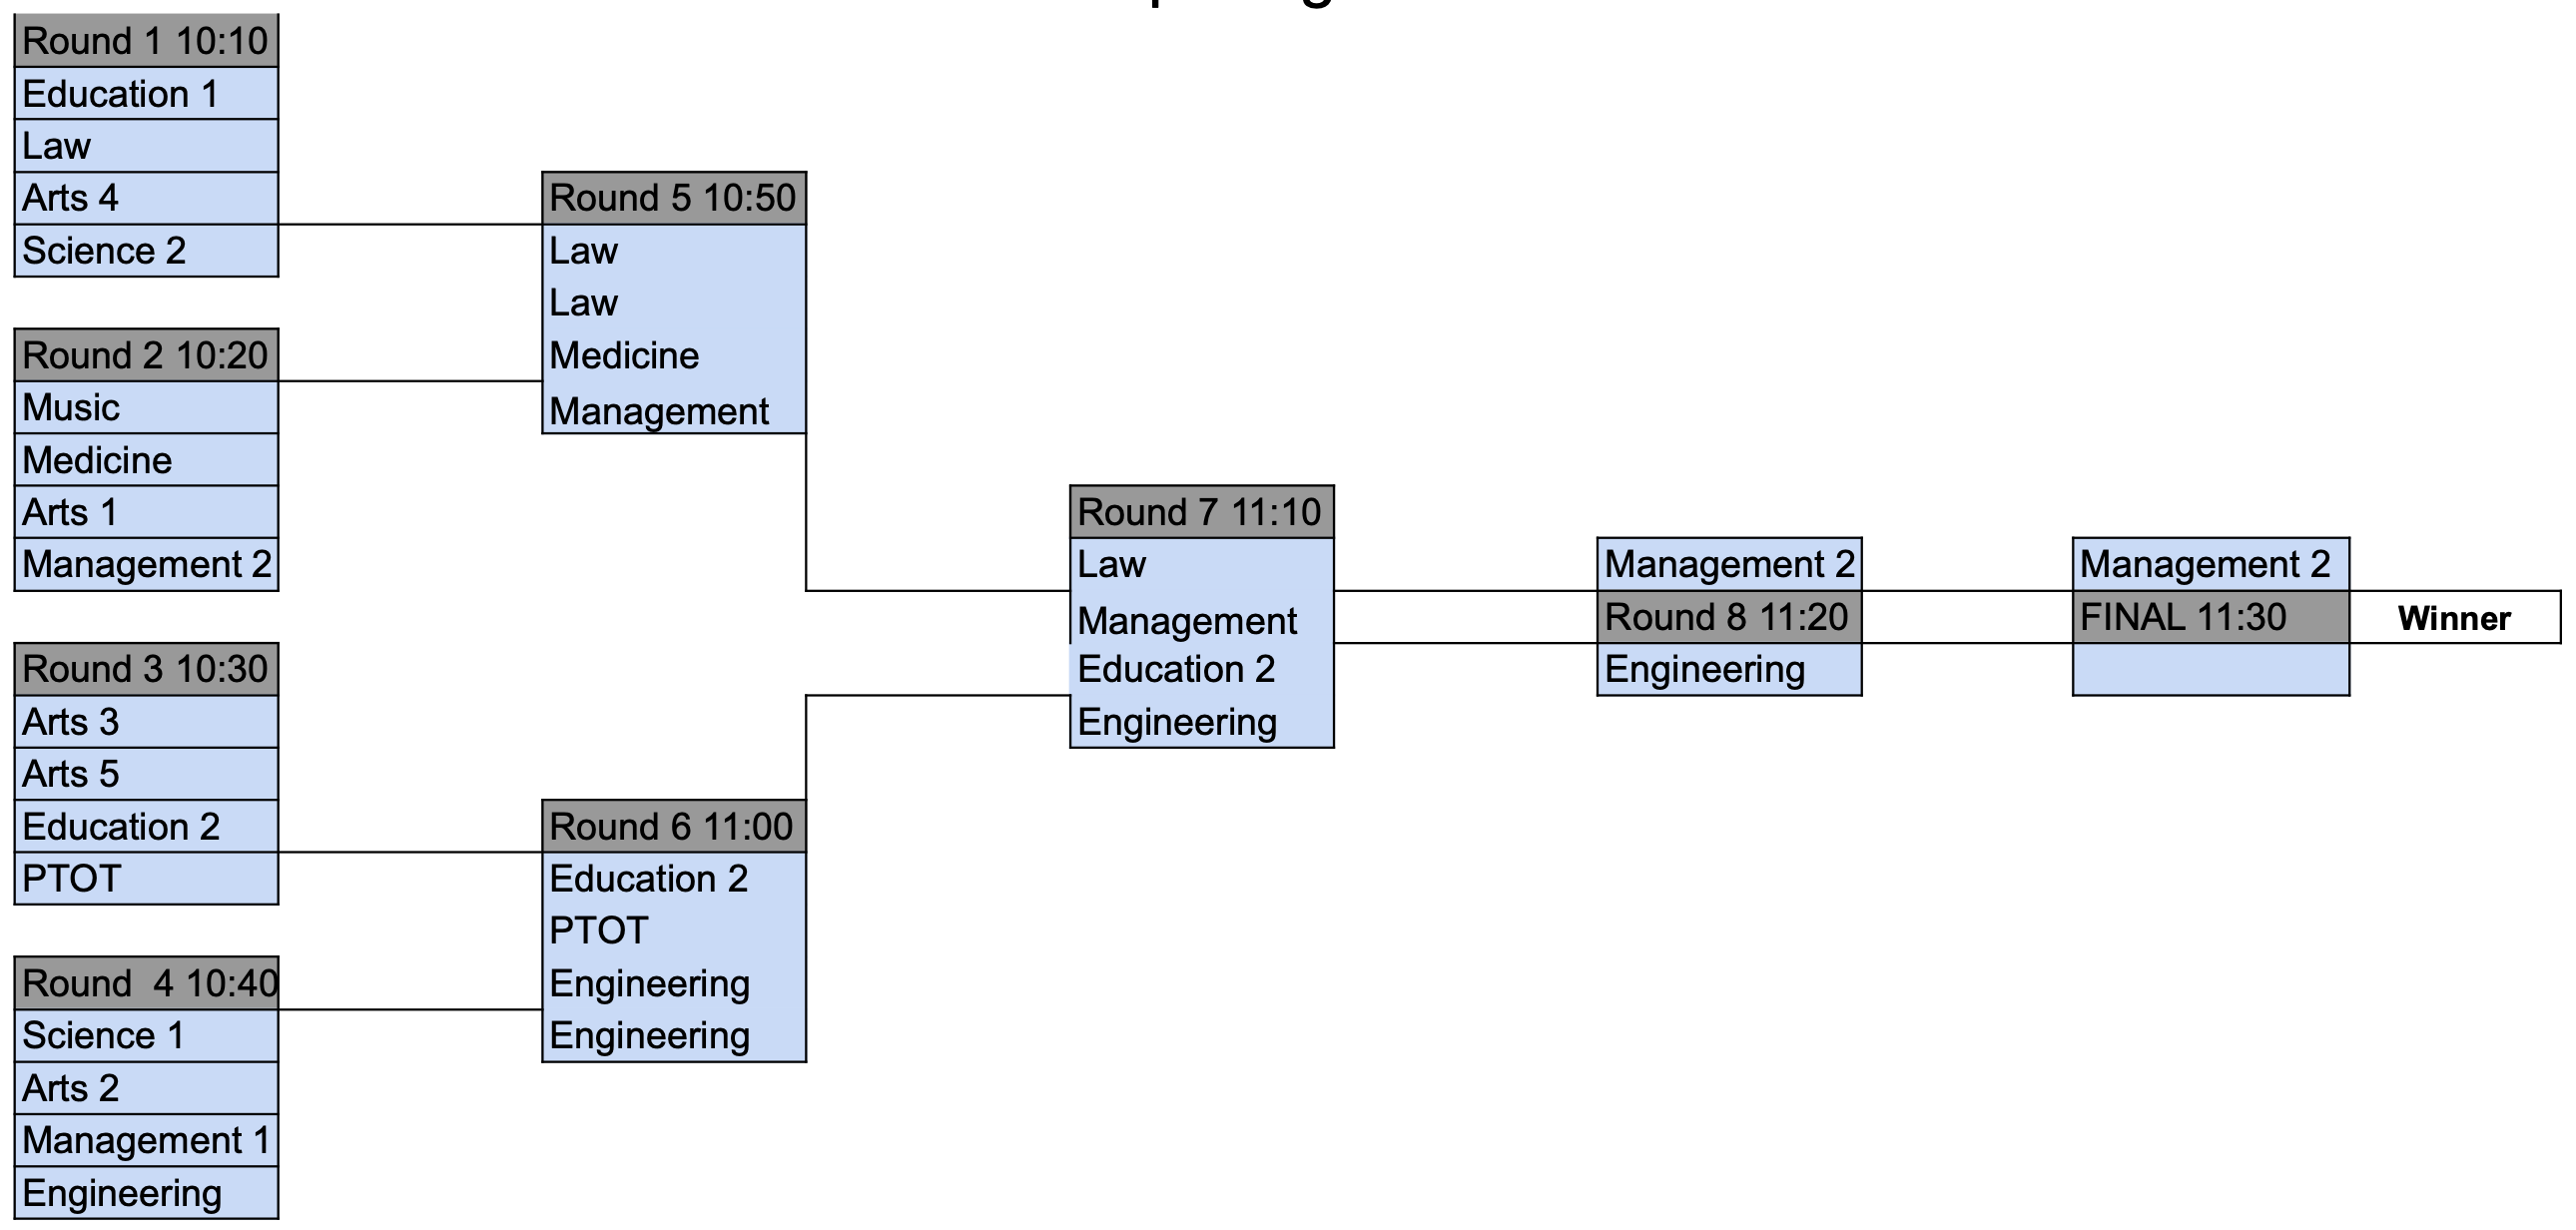 Round 1 10:10
Education 1
Law
Arts 4
Science 2
Round 2 10:20
Music
Medicine
Arts 1
Management 2
Round 3 10:30
Arts 3
Arts 5
Education 2
PTOT
Round  4 10:40
Science 1
Arts 2
Management 1
Engineering
Round 5 10:50
Law
Law
Medicine
Management
Round 6 11:00
Education 2
PTOT
Engineering
Engineering
Round 7 11:10
Law
Management
Education 2
Engineering
Management 2
Round 8 11:20
Engineering
Management 2
FINAL 11:30
Winner